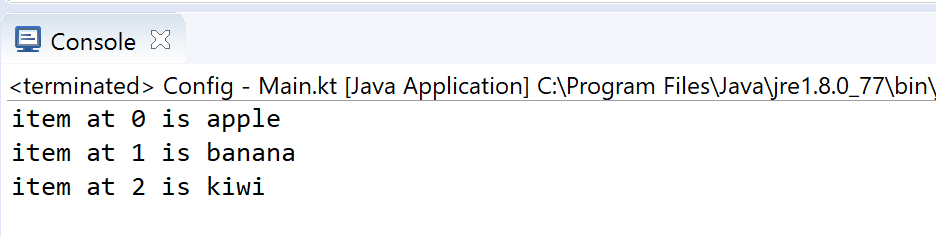 Console
<terminated> Config - Main.kt [Java Application] C:\Program Files\Java\jre1.8.0_77\bin\
item at 0 is apple
item at 1 is banana
item at 2 is kiwi